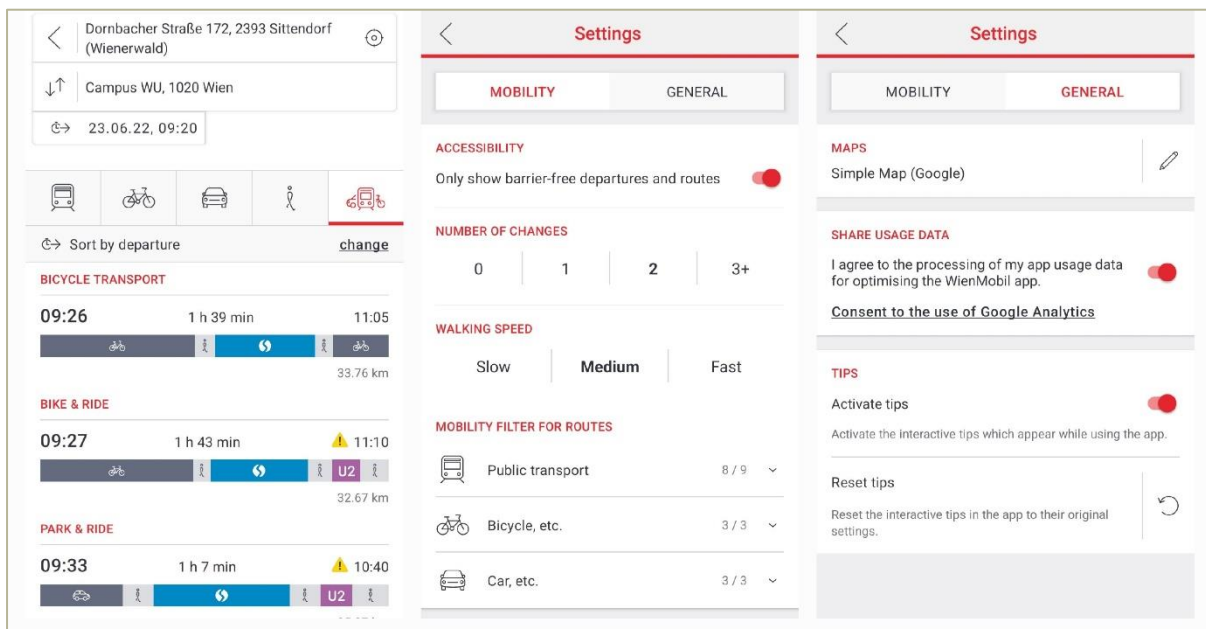 Dornbacher Straße 172, 2393 Sittendorf
(Wienerwald)
Campus WU, 1020 Wien
23.06.22, 09:20
Sort by departure change
BICYCLE TRANSPORT
09:26 1 h 39 min 11:05
33.76 km
BIKE & RIDE
09:27 1 h 43 min 11:10
U2
32.67 km
PARK & RIDE
09:33 1 h 7 min 10:40
U2
Settings
MOBILITY GENERAL
ACCESSIBILITY
Only show barrier-free departures and routes
NUMBER OF CHANGES
0 1 2 3+
WALKING SPEED
Slow Medium Fast
MOBILITY FILTER FOR ROUTES
Public transport 8 / 9
Bicycle, etc. 3 / 3
Car, etc. 3 / 3
Settings
MOBILITY GENERAL
MAPS
Simple Map (Google)
SHARE USAGE DATA
I agree to the processing of my app usage data
for optimising the WienMobil app.
Consent to the use of Google Analytics
TIPS
Activate tips
Activate the interactive tips which appear while using the app.
Reset tips
Reset the interactive tips in the app to their original
settings.